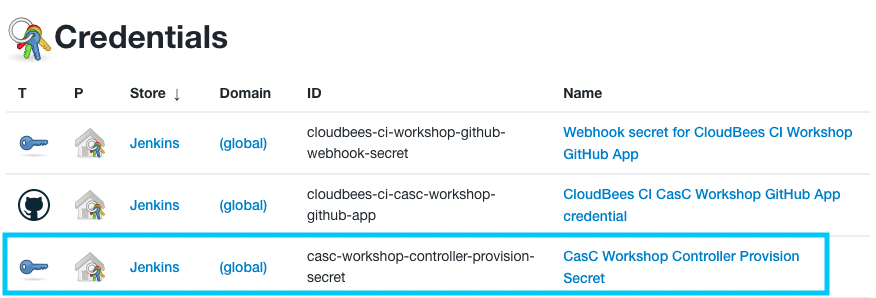 Credentials
T P Store ↓ Domain ID Name
Jenkins (global) cloudbees-ci-workshop-github- Webhook secret for CloudBees CI Workshop
webhook-secret GitHub App
Jenkins (global) cloudbees-ci-casc-workshop- CloudBees CI CasC Workshop GitHub App
github-app credential
Jenkins (global) casc-workshop-controller-provision- CasC Workshop Controller Provision
secret Secret